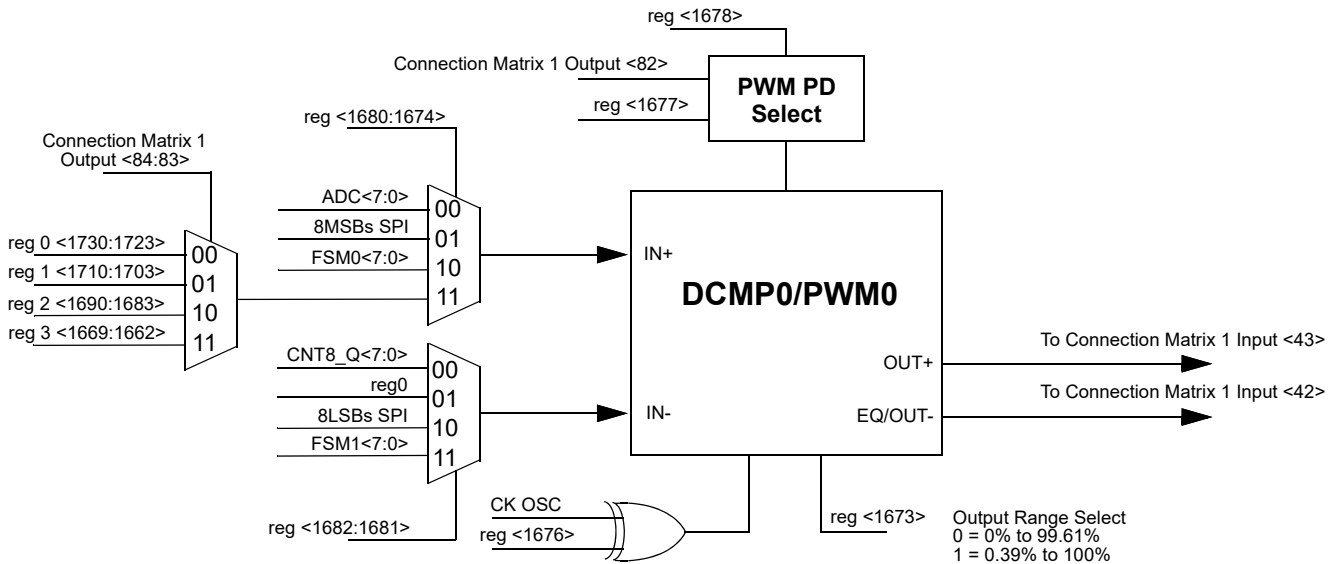 reg <1678>
Connection Matrix 1 Output <82>
reg <1677>
PWM PD
Select
reg <1680:1674>
Connection Matrix 1
Output <84:83>
reg 0 <1730:1723>
reg 1 <1710:1703>
reg 2 <1690:1683>
reg 3 <1669:1662>
00
01
10
11
ADC<7:0>
8MSBs SPI
FSM0<7:0>
00
01
10
11
CNT8_Q<7:0>
reg0
8LSBs SPI
FSM1<7:0>
00
01
10
11
reg <1682:1681>
IN+
IN-
DCMP0/PWM0
OUT+
EQ/OUT-
To Connection Matrix 1 Input <43>
To Connection Matrix 1 Input <42>
CK OSC
reg <1676>
reg <1673>
Output Range Select
0 = 0% to 99.61%
1 = 0.39% to 100%